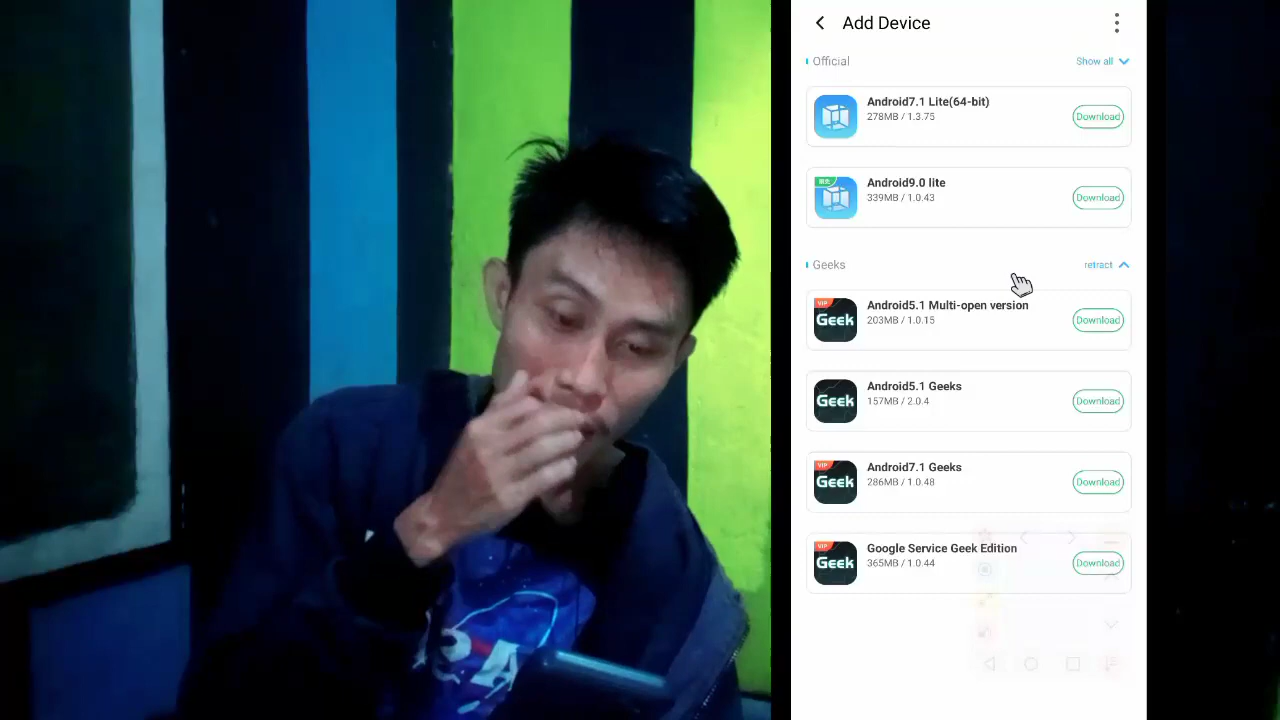 Add Device
Official
Show all
Android7.1 Lite(64-bit)
278MB / 1.3.75
Download
Android9.0 lite
339MB / 1.0.43
Download
Geeks
retract
VIP
Geek
Android5.1 Multi-open version
203MB / 1.0.15
Download
Geek
Android5.1 Geeks
157MB / 2.0.4
Download
VIP
Geek
Android7.1 Geeks
286MB / 1.0.48
Download
VIP
Geek
Google Service Geek Edition
365MB / 1.0.44
Download